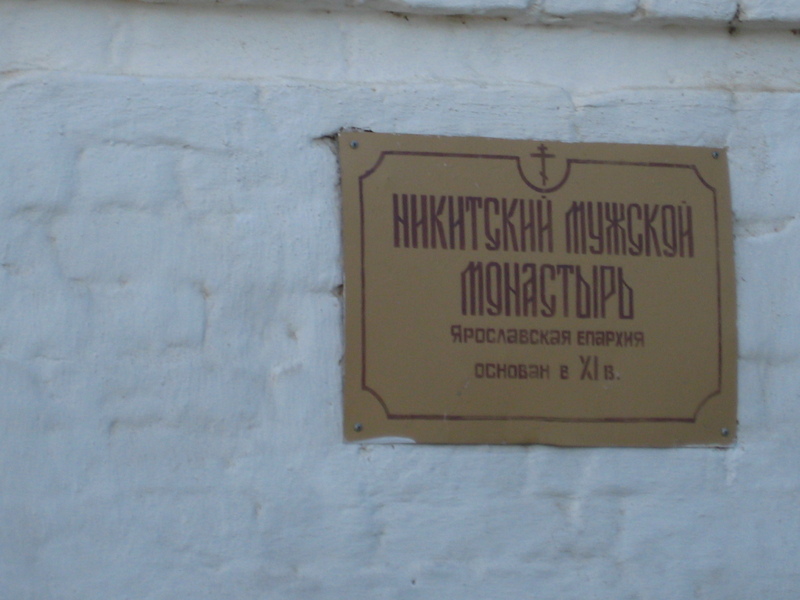 НИКИТСКИЙ МУЖСКОЙ
МОНАСТЫРЬ
ЯРОСЛАВСКАЯ ЕПАРХИЯ
ОСНОВАН В XI В.